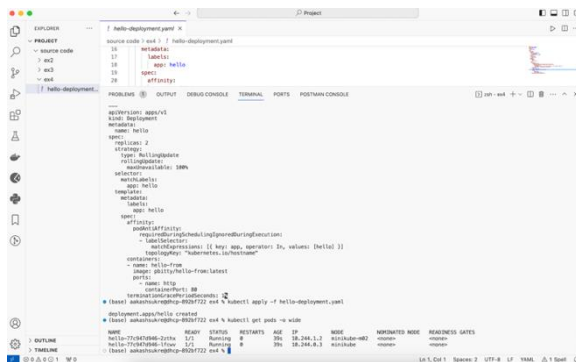 Project
EXPLORER
PROJECT
source code
ex2
ex3
ex4
hello-deployment...
OUTLINE
TIMELINE
hello-deployment.yaml
source code > ex4 > hello-deployment.yaml
16 metadata:
17 labels:
18 app: hello
19 spec:
20 affinity:
PROBLEMS 1 OUTPUT DEBUG CONSOLE TERMINAL PORTS POSTMAN CONSOLE
zsh - ex4
---
apiVersion: apps/v1
kind: Deployment
metadata:
name: hello
spec:
replicas: 2
strategy:
type: RollingUpdate
rollingUpdate:
maxUnavailable: 100%
selector:
matchLabels:
app: hello
template:
metadata:
labels:
app: hello
spec:
affinity:
podAntiAffinity:
requiredDuringSchedulingIgnoredDuringExecution:
- labelSelector:
matchExpressions: [{ key: app, operator: In, values: [hello] }]
topologyKey: "kubernetes.io/hostname"
containers:
- name: hello-from
image: pbitty/hello-from:latest
ports:
- name: http
containerPort: 80
terminationGracePeriodSeconds:
(base) aakashsukre@dhcp-892bf722 ex4 % kubectl apply -f hello-deployment.yaml
deployment.apps/hello created
(base) aakashsukre@dhcp-892bf722 ex4 % kubectl get pods -o wide
NAME READY STATUS RESTARTS AGE IP NODE NOMINATED NODE READINESS GATES
1/1 Running 0 39s 10.244.1.2 minikube-m02 <none> <none>
1/1 Running 0 39s 10.244.0.3 minikube <none> <none>
(base) aakashsukre@dhcp-892bf722 ex4 %
Ln 1, Col 1 Spaces: 2 UTF-8 LF YAML 1 Spell